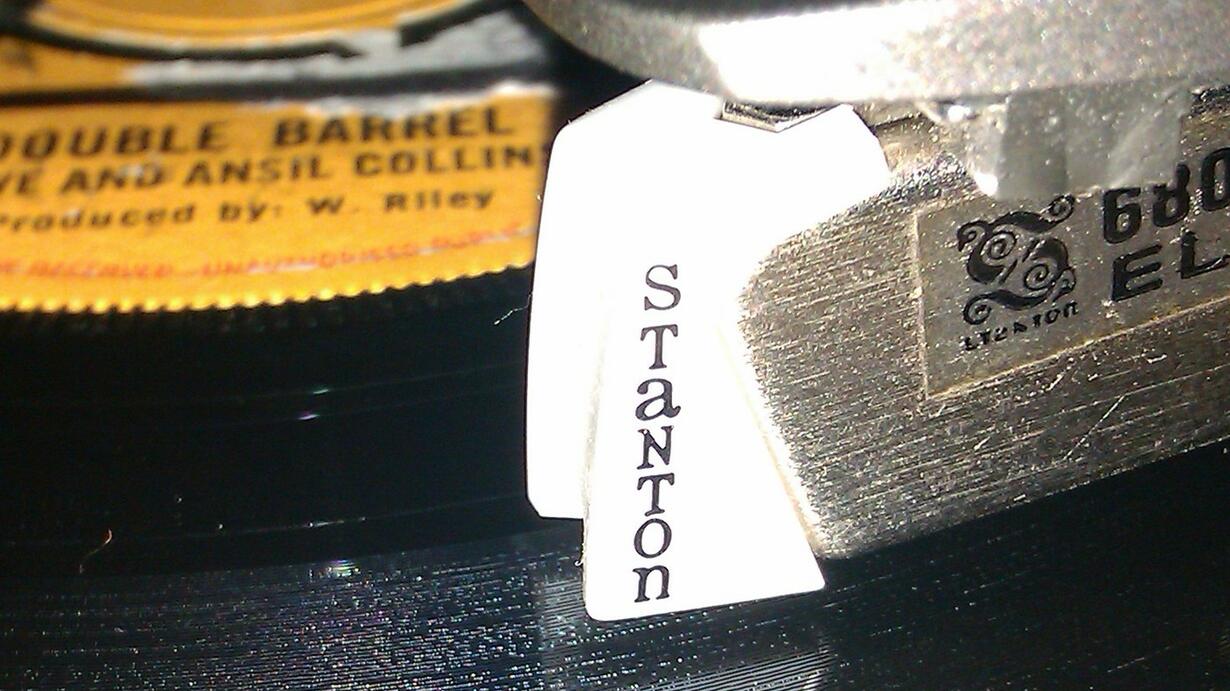 DOUBLE BARREL
AND ANSIL COLLIN
Produced by: W. Riley
STanTon
680
EL
STanTon